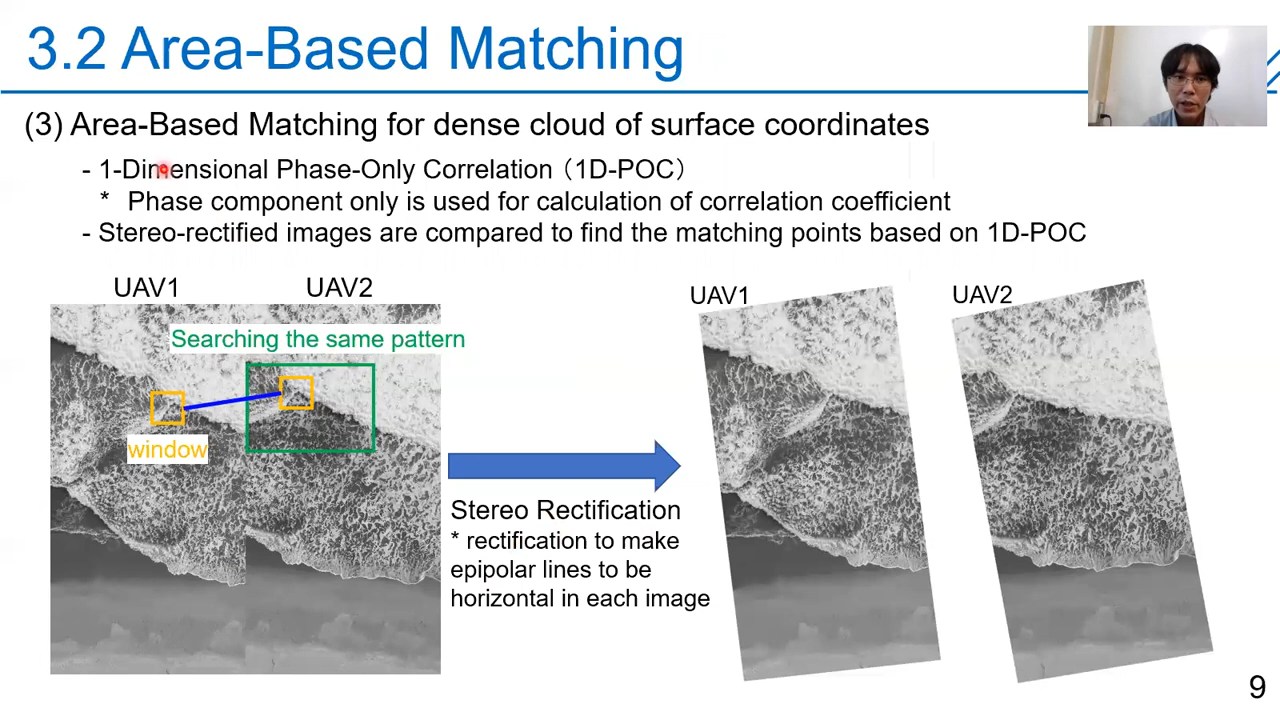 3.2 Area-Based Matching
(3) Area-Based Matching for dense cloud of surface coordinates
- 1-Dimensional Phase-Only Correlation（1D-POC）
* Phase component only is used for calculation of correlation coefficient
- Stereo-rectified images are compared to find the matching points based on 1D-POC
UAV1
UAV2
Searching the same pattern
window
Stereo Rectification
* rectification to make
epipolar lines to be
horizontal in each image
UAV1
UAV2
9